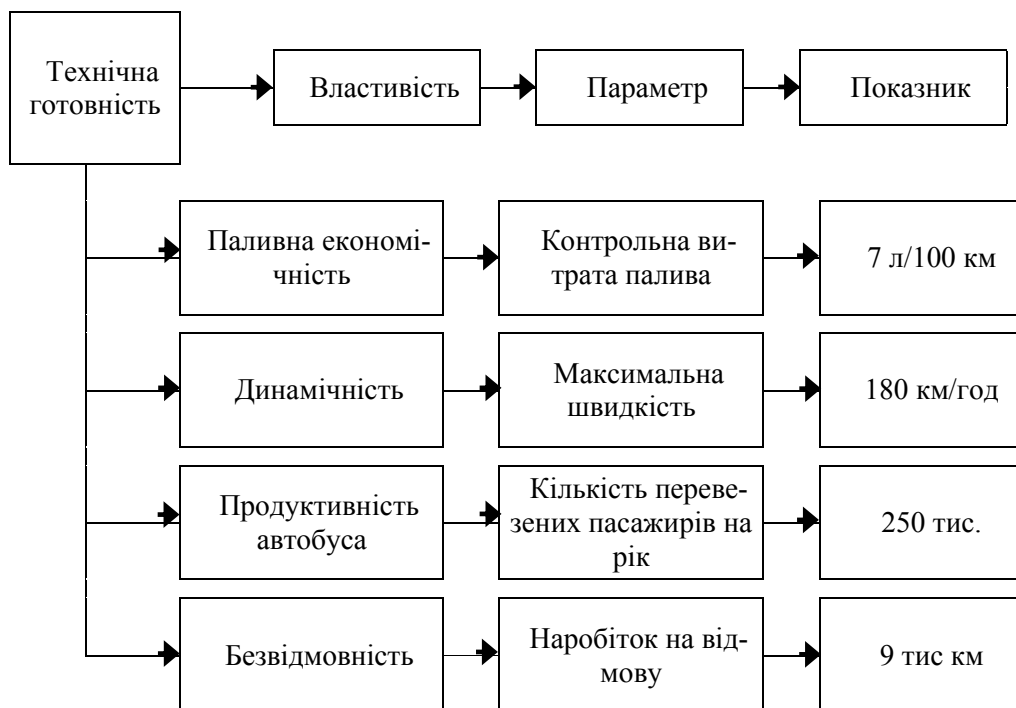 Технічна
готовність
Властивість
Параметр
Показник
Паливна економі-
чність
Контрольна ви-
трата палива
7 л/100 км
Динамічність
Максимальна
швидкість
180 км/год
Продуктивність
автобуса
Кількість переве-
зених пасажирів на
рік
250 тис.
Безвідмовність
Наробіток на від-
мову
9 тис км